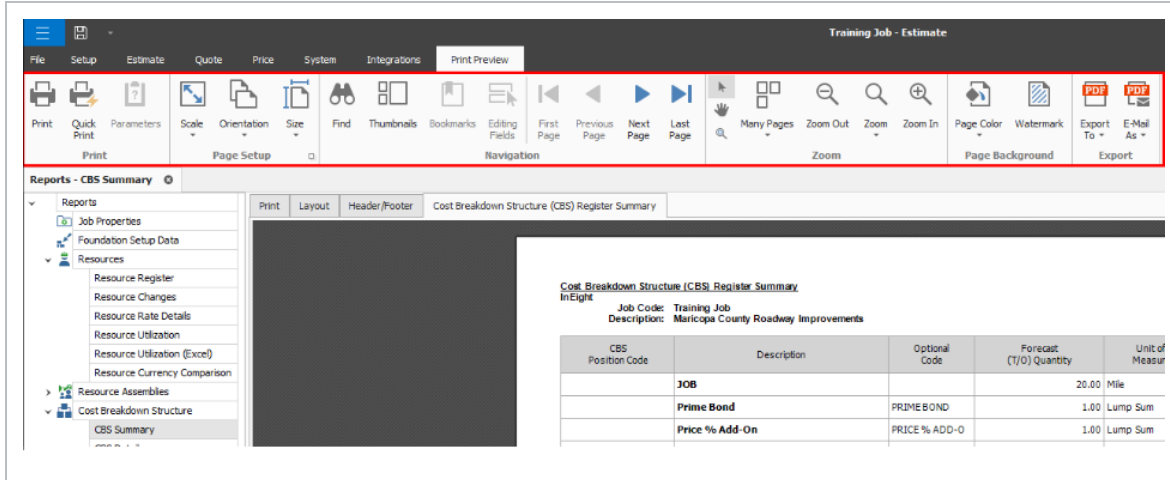 Training Job - Estimate
File Setup Estimate Quote Price System Integrations Print Preview
Print Quick Print Parameters Scale Orientation Size Find Thumbnails Bookmarks Editing Fields First Page Previous Page Next Page Last Page Many Pages Zoom Out Zoom Zoom In Page Color Watermark PDF Export To PDF E-Mail As
Print Page Setup Navigation Zoom Page Background Export
Reports - CBS Summary
Reports
Job Properties
Foundation Setup Data
Resources
Resource Register
Resource Changes
Resource Rate Details
Resource Utilization
Resource Utilization (Excel)
Resource Currency Comparison
Resource Assemblies
Cost Breakdown Struc
CBS Summary
Print Layout Header/Footer Cost Breakdown Structure (CBS) Register Summary
Cost Breakdown Structure (CBS) Register Summary
InEight
Job Code: Training Job
Description: Maricopa County Roadway Improvements
CBS Position Code Description Optional Code Forecast (T/O) Quantity Unit of Measur
JOB 20.00 Mile
Prime Bond PRIMEBOND 1.00 Lump Sum
Price % Add-On PRICE % ADD-O 1.00 Lump Sum